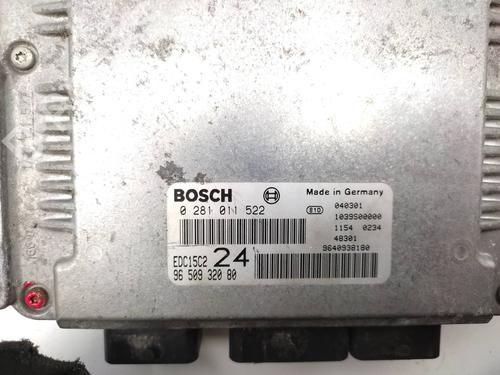 BOSCH
Made in Germany
0 281 011 522
e10
040301
1039S00000
1154 0234
48301
EDC15C2 24
9640938180
96 509 320 80